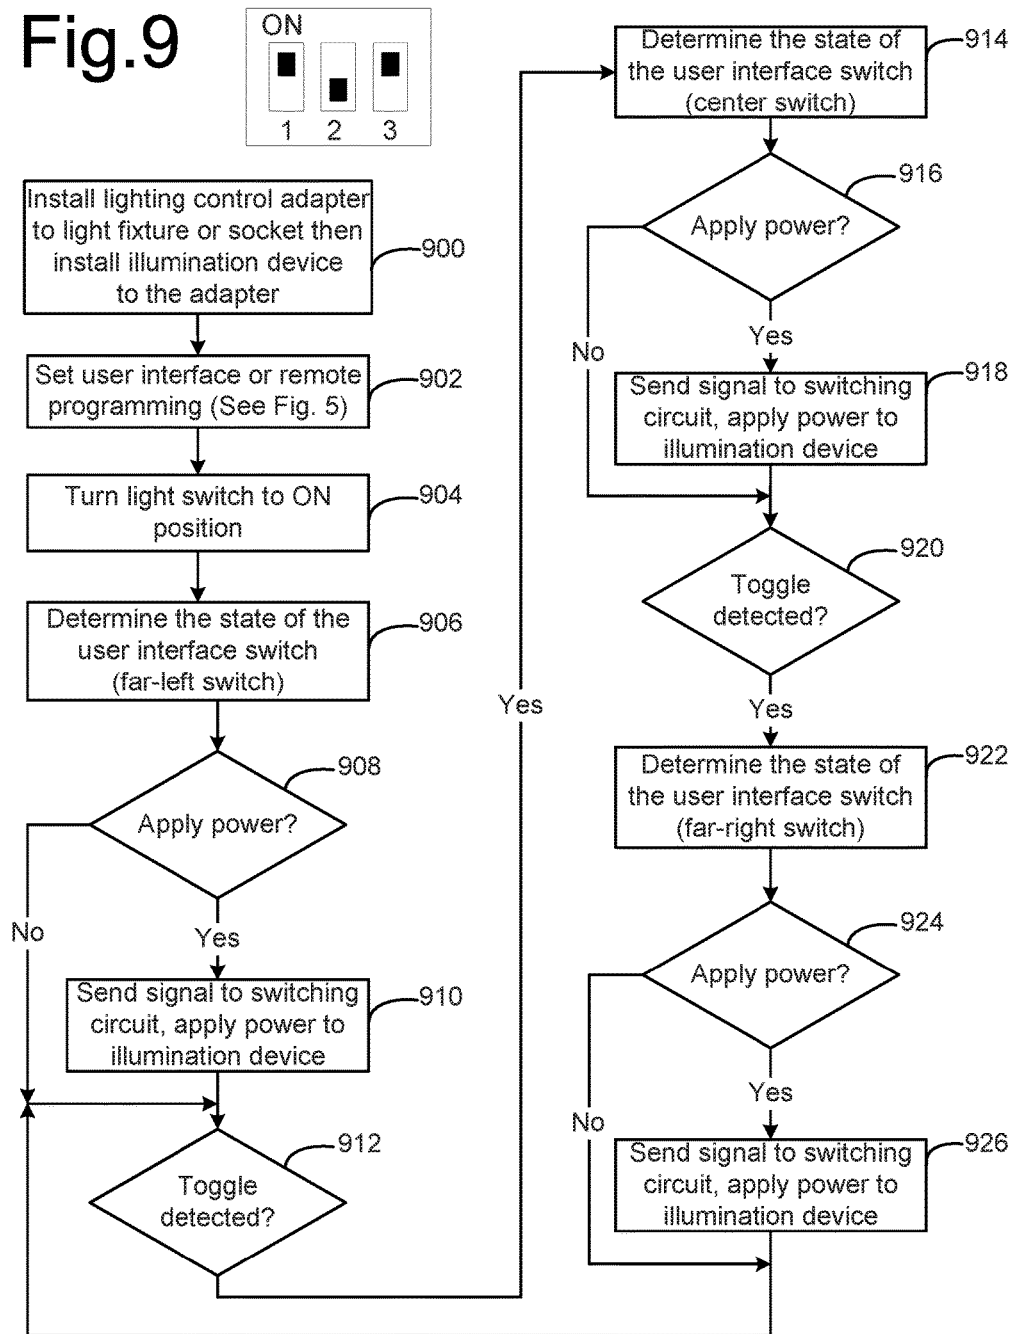 Fig.9
ON
1 2 3
Install lighting control adapter
to light fixture or socket then
install illumination device
to the adapter
900
Set user interface or remote
programming (See Fig. 5)
902
Turn light switch to ON
position
904
Determine the state of the
user interface switch
(far-left switch)
906
Apply power?
908
No
Yes
Send signal to switching
circuit, apply power to
illumination device
910
Toggle
detected?
912
Yes
Determine the state of
the user interface switch
(center switch)
914
Apply power?
916
No
Yes
Send signal to switching
circuit, apply power to
illumination device
918
Toggle
detected?
920
Yes
Determine the state of
the user interface switch
(far-right switch)
922
Apply power?
924
No
Yes
Send signal to switching
circuit, apply power to
illumination device
926